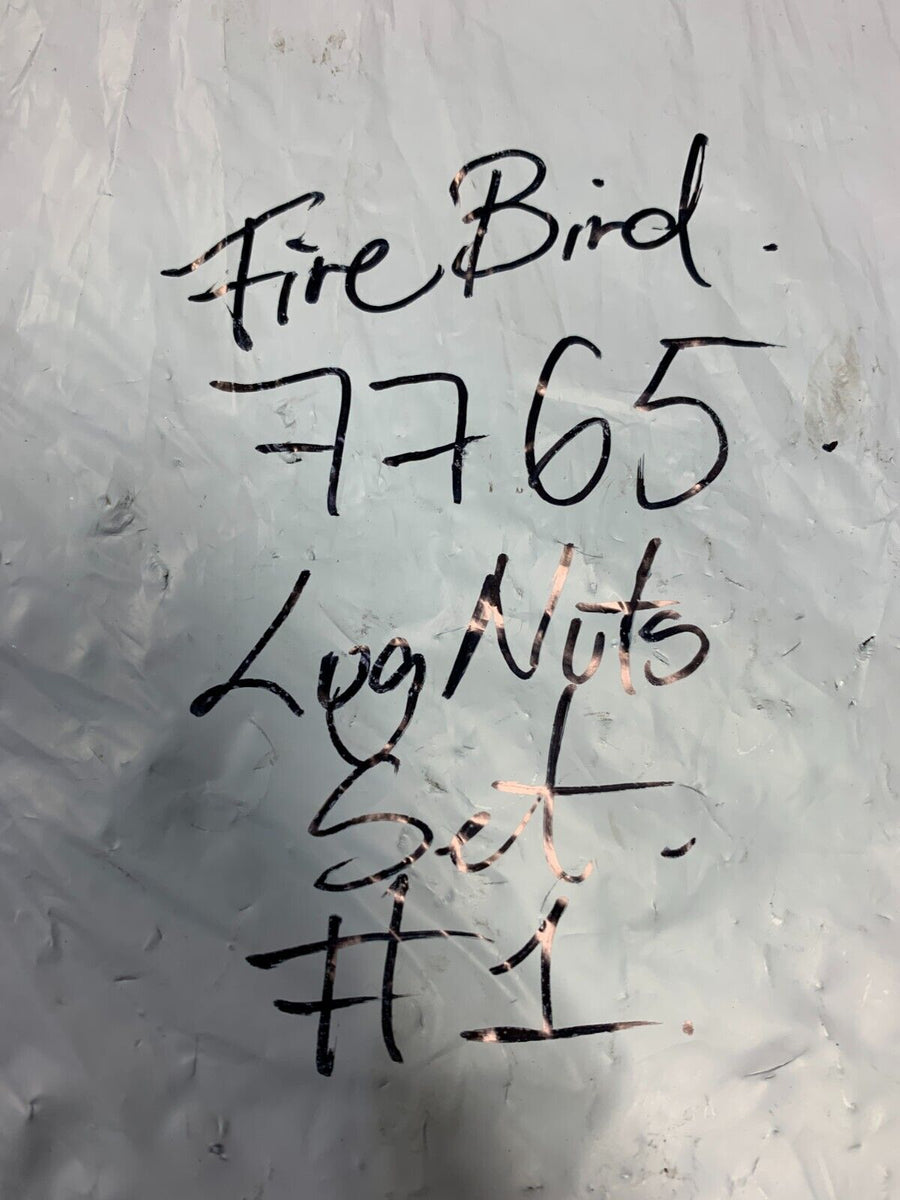 Fire Bird.
7765.
Lug Nuts
Set.
#1.